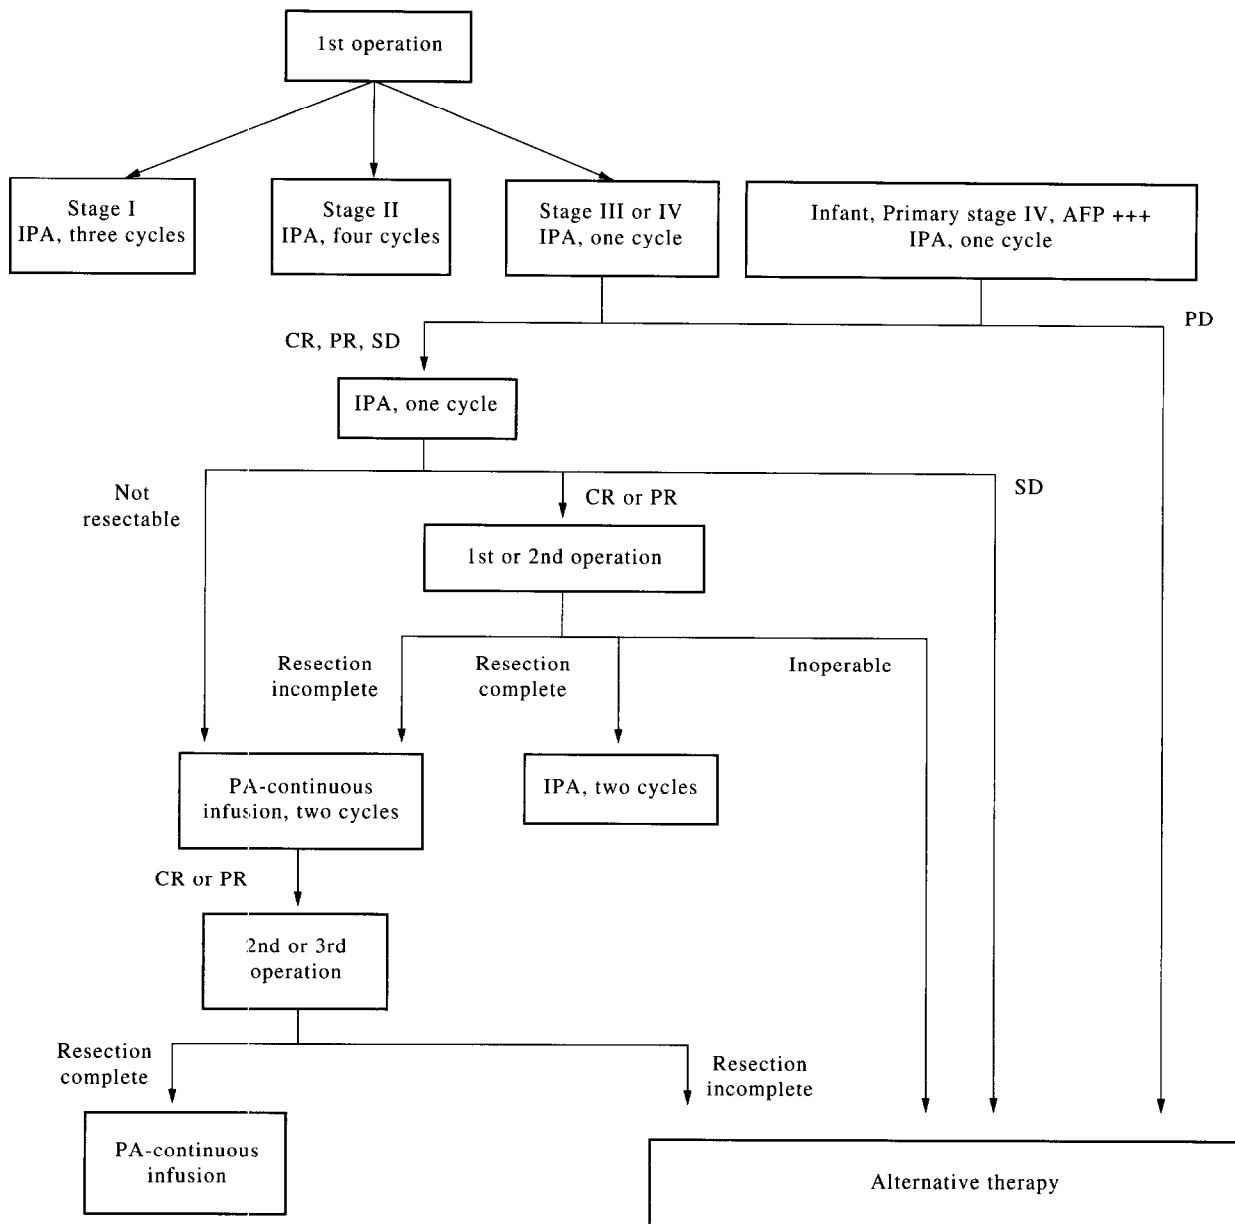 1st operation
Stage I
IPA, three cycles
Stage II
IPA, four cycles
Stage III or IV
IPA, one cycle
Infant, Primary stage IV, AFP +++
IPA, one cycle
PD
CR, PR, SD
IPA, one cycle
Not
resectable
CR or PR
SD
1st or 2nd operation
Resection
incomplete
Resection
complete
Inoperable
PA-continuous
infusion, two cycles
IPA, two cycles
CR or PR
2nd or 3rd
operation
Resection
complete
Resection
incomplete
PA-continuous
infusion
Alternative therapy